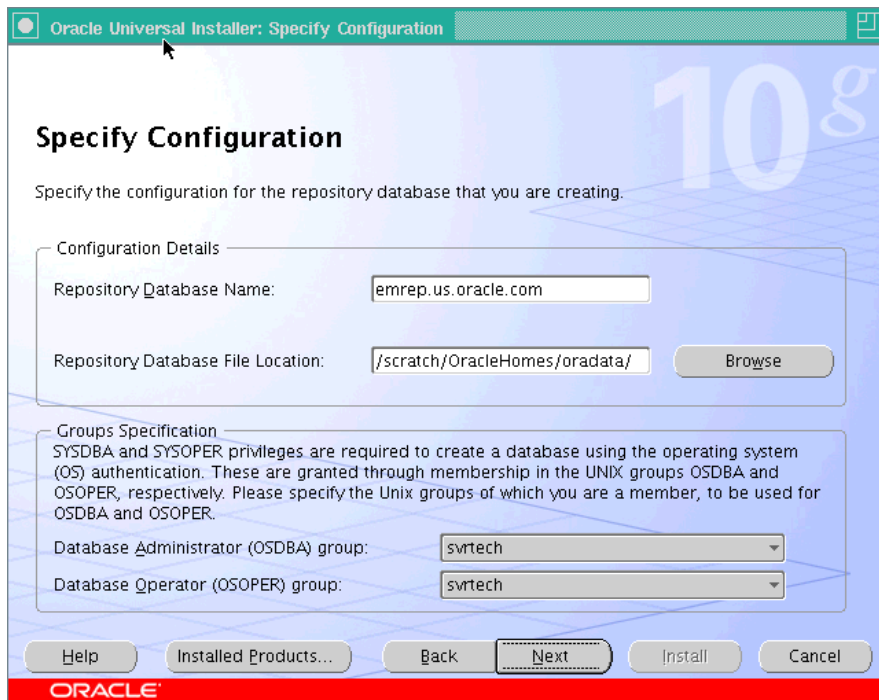 Oracle Universal Installer: Specify Configuration
10g
Specify Configuration
Specify the configuration for the repository database that you are creating.
Configuration Details
Repository Database Name:
emrep.us.oracle.com
Repository Database File Location:
/scratch/OracleHomes/oradata/
Browse
Groups Specification
SYSDBA and SYSOPER privileges are required to create a database using the operating system
(OS) authentication. These are granted through membership in the UNIX groups OSDBA and
OSOPER, respectively. Please specify the Unix groups of which you are a member, to be used for
OSDBA and OSOPER.
Database Administrator (OSDBA) group:
svrtech
Database Operator (OSOPER) group:
svrtech
Help
Installed Products...
Back
Next
Install
Cancel
ORACLE